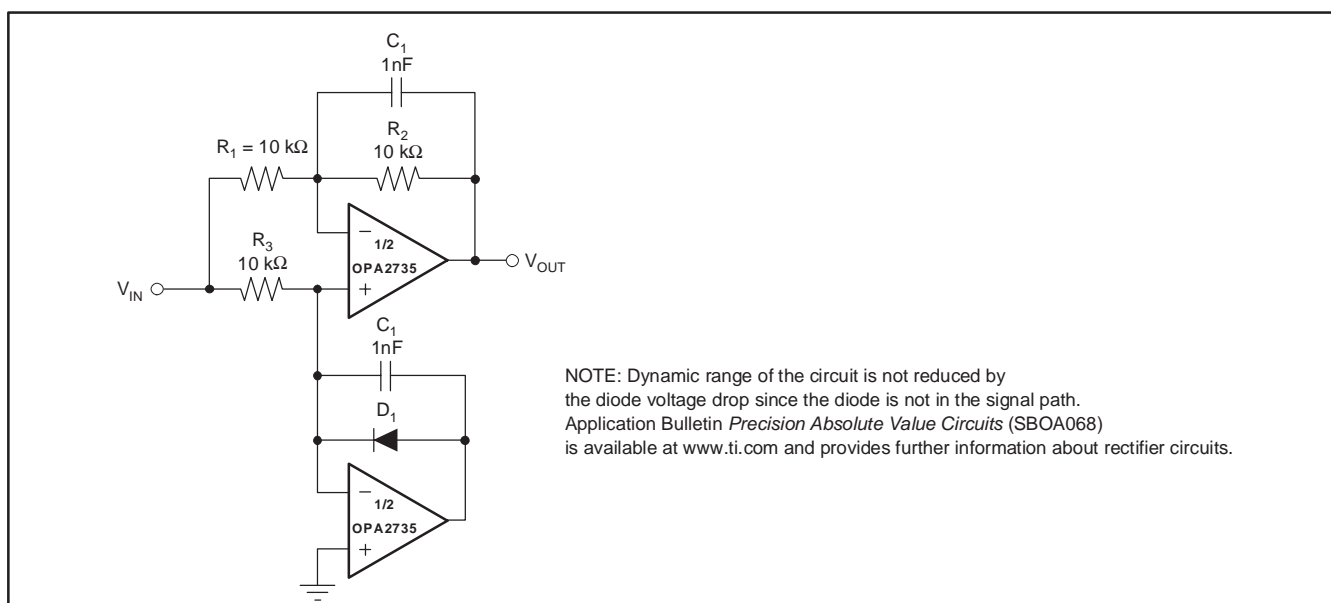 C1
1nF
R2
10 kΩ
R1 = 10 kΩ
−
1/2
OPA2735
+
VOUT
R3
10 kΩ
VIN
C1
1nF
D1
−
1/2
OPA2735
+
NOTE: Dynamic range of the circuit is not reduced by
the diode voltage drop since the diode is not in the signal path.
Application Bulletin Precision Absolute Value Circuits (SBOA068)
is available at www.ti.com and provides further information about rectifier circuits.